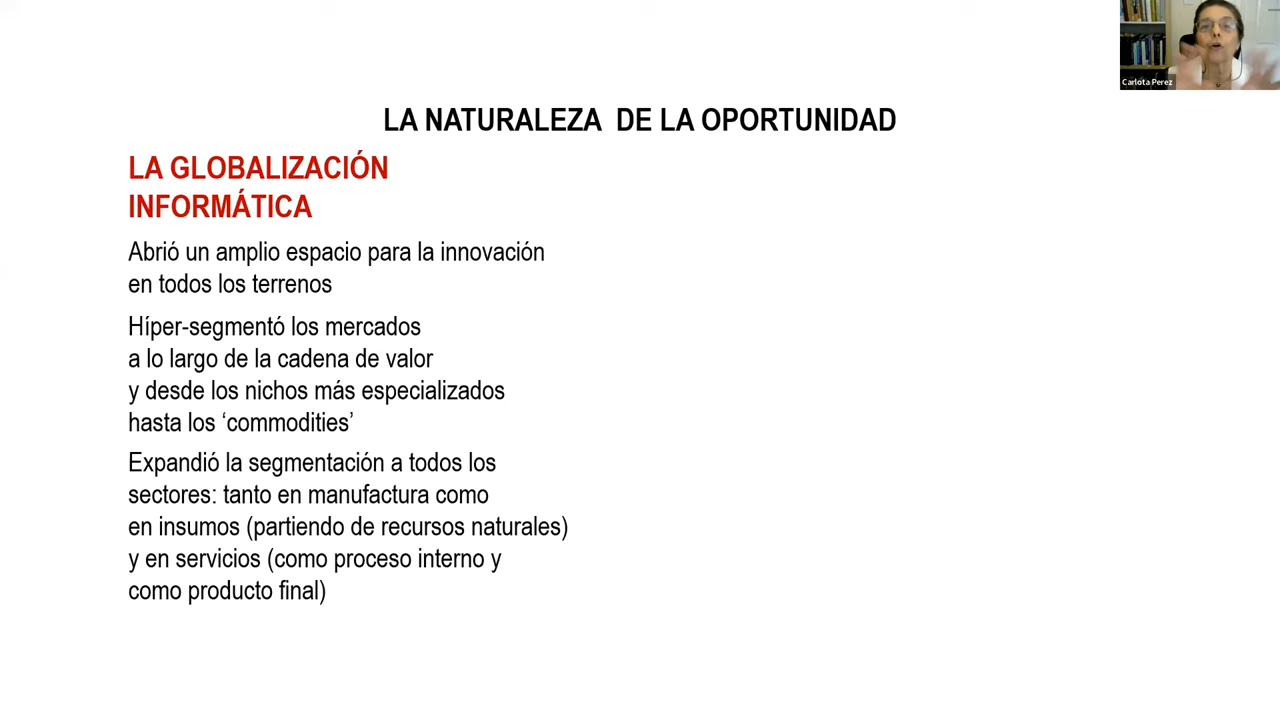 Carlota Perez
LA NATURALEZA DE LA OPORTUNIDAD
LA GLOBALIZACIÓN
INFORMÁTICA
Abrió un amplio espacio para la innovación
en todos los terrenos
Híper-segmentó los mercados
a lo largo de la cadena de valor
y desde los nichos más especializados
hasta los ‘commodities’
Expandió la segmentación a todos los
sectores: tanto en manufactura como
en insumos (partiendo de recursos naturales)
y en servicios (como proceso interno y
como producto final)